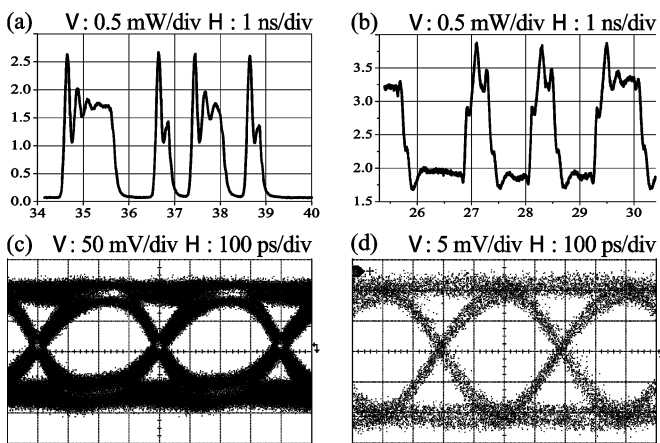 (a) V : 0.5 mW/div H : 1 ns/div
2.5
2.0
1.5
1.0
0.5
0.0
34 35 36 37 38 39 40
(b) V : 0.5 mW/div H : 1 ns/div
3.5
3.0
2.5
2.0
1.5
26 27 28 29 30
(c) V : 50 mV/div H : 100 ps/div
(d) V : 5 mV/div H : 100 ps/div